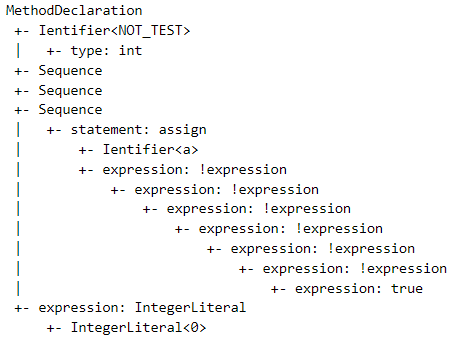 MethodDeclaration
+- Ientifier<NOT_TEST>
|   +- type: int
+- Sequence
+- Sequence
+- Sequence
|   +- statement: assign
|       +- Ientifier<a>
|       +- expression: !expression
|           +- expression: !expression
|               +- expression: !expression
|                   +- expression: !expression
|                       +- expression: !expression
|                           +- expression: !expression
|                               +- expression: true
+- expression: IntegerLiteral
    +- IntegerLiteral<0>